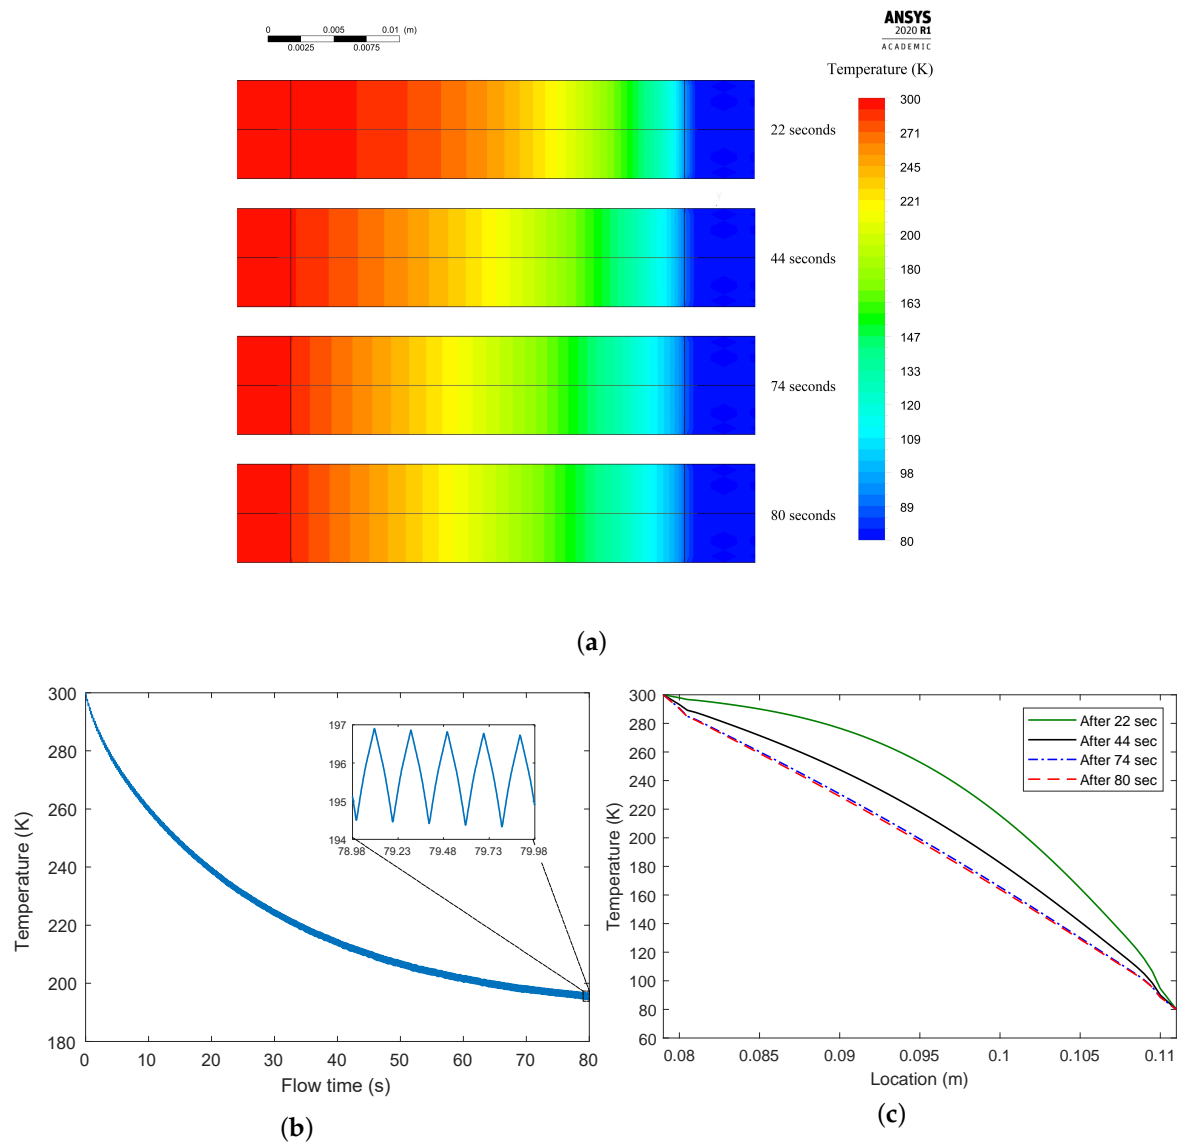 0 0.005 0.01 (m)
0.0025 0.0075
ANSYS
2020 R1
ACADEMIC
Temperature (K)
300
271
245
221
200
180
163
147
133
120
109
98
89
80
22 seconds
44 seconds
74 seconds
80 seconds
(a)
300
280
260
240
220
200
180
Temperature (K)
0 10 20 30 40 50 60 70 80
Flow time (s)
197
196
195
194
78.98 79.23 79.48 79.73 79.98
(b)
300
280
260
240
220
200
180
160
140
120
100
80
60
Temperature (K)
After 22 sec
After 44 sec
After 74 sec
After 80 sec
0.08 0.085 0.09 0.095 0.1 0.105 0.11
Location (m)
(c)